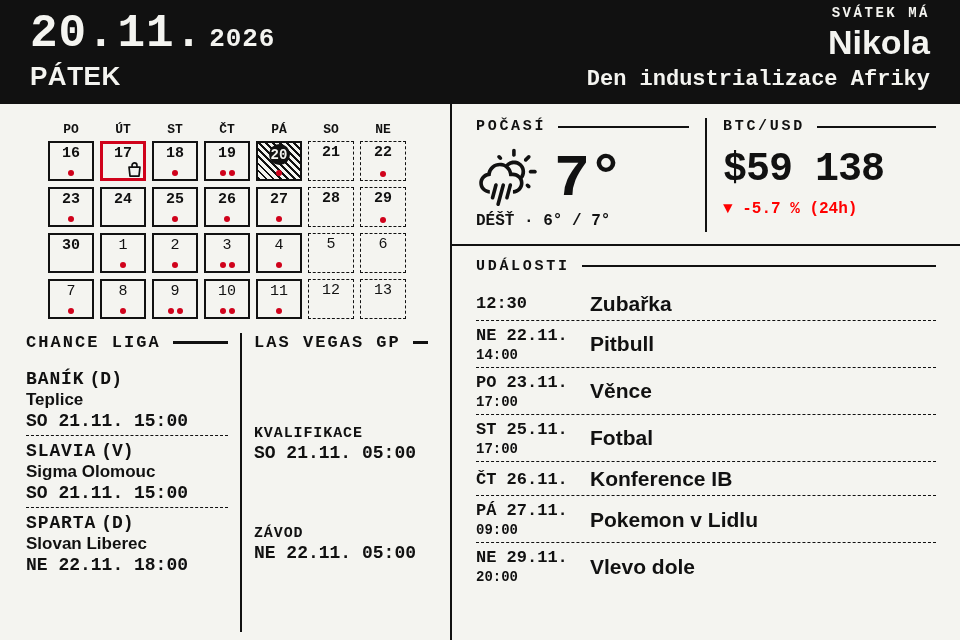 20.11. 2026
PÁTEK
SVÁTEK MÁ
Nikola
Den industrializace Afriky
PO ÚT ST ČT PÁ SO NE
16 17 18 19 20 21 22
23 24 25 26 27 28 29
30 1 2 3 4 5 6
7 8 9 10 11 12 13
CHANCE LIGA
BANÍK (D)
Teplice
SO 21.11. 15:00
SLAVIA (V)
Sigma Olomouc
SO 21.11. 15:00
SPARTA (D)
Slovan Liberec
NE 22.11. 18:00
LAS VEGAS GP
KVALIFIKACE
SO 21.11. 05:00
ZÁVOD
NE 22.11. 05:00
POČASÍ
7°
DÉŠŤ · 6° / 7°
BTC/USD
$59 138
▼ -5.7 % (24h)
UDÁLOSTI
12:30 Zubařka
NE 22.11.
14:00
Pitbull
PO 23.11.
17:00
Věnce
ST 25.11.
17:00
Fotbal
ČT 26.11. Konference IB
PÁ 27.11.
09:00
Pokemon v Lidlu
NE 29.11.
20:00
Vlevo dole